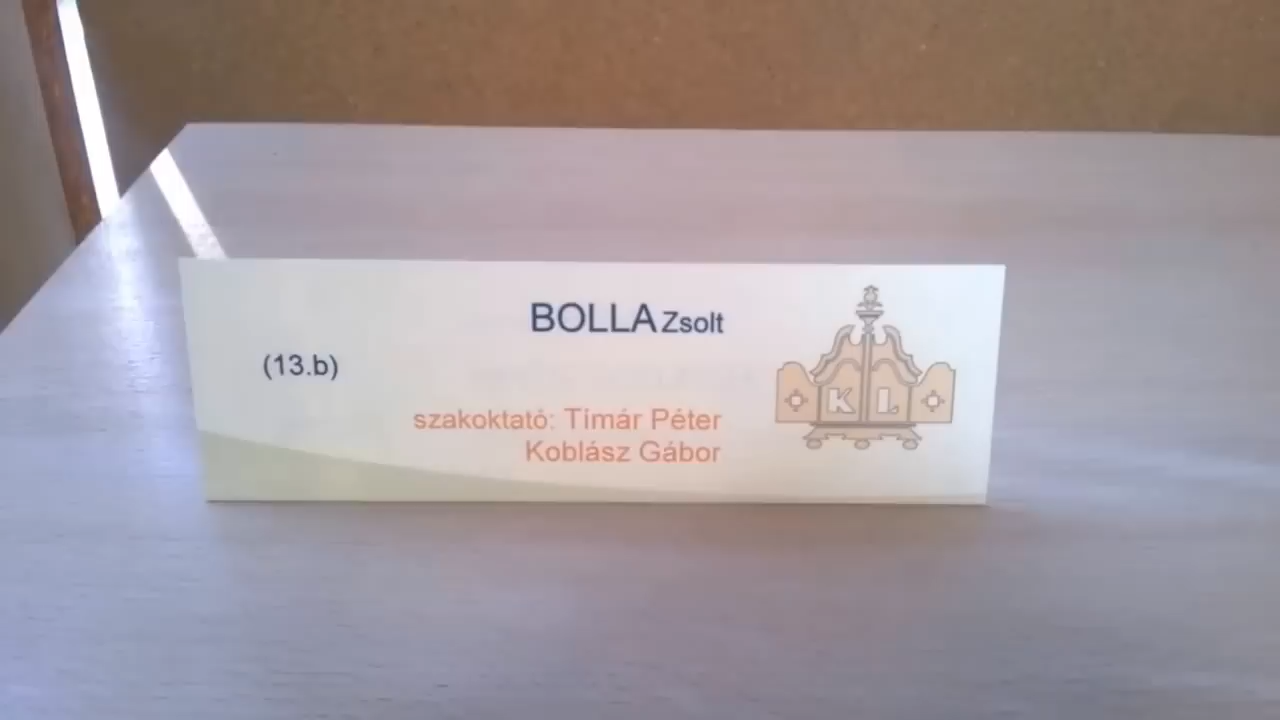 BOLLA Zsolt
(13.b)
szakoktató: Tímár Péter
Koblász Gábor
K L